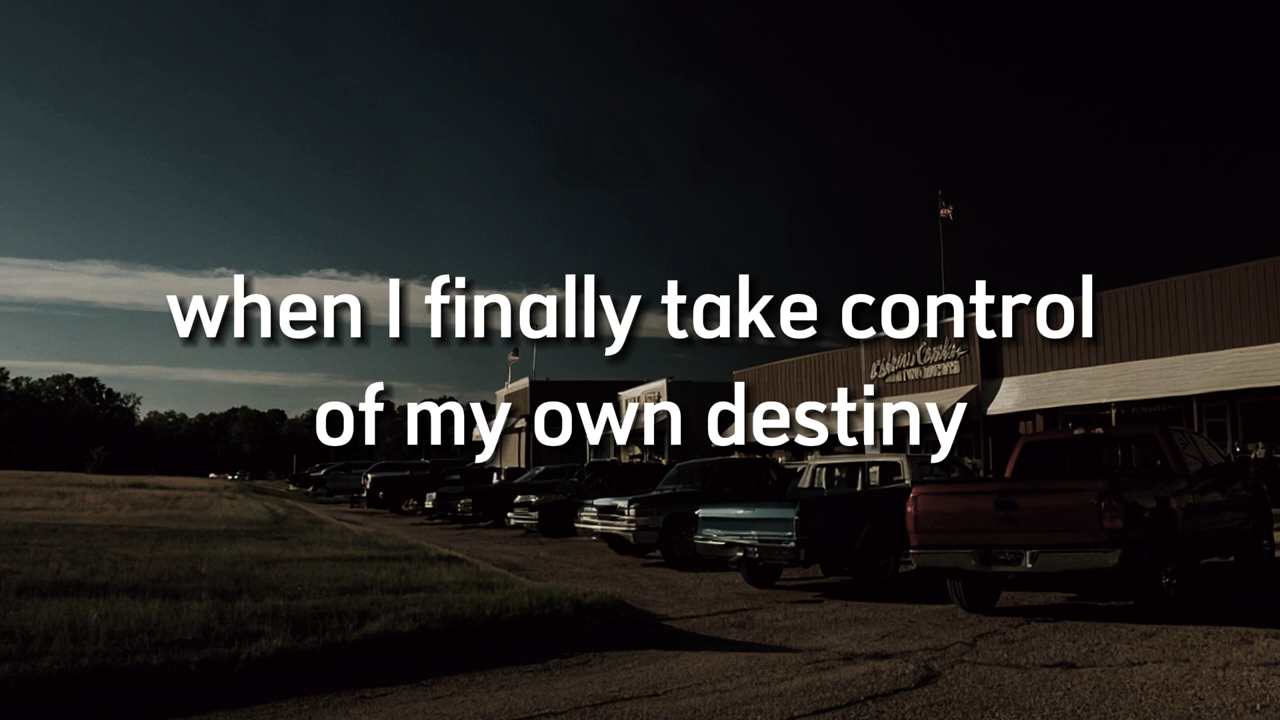 when I finally take control
of my own destiny